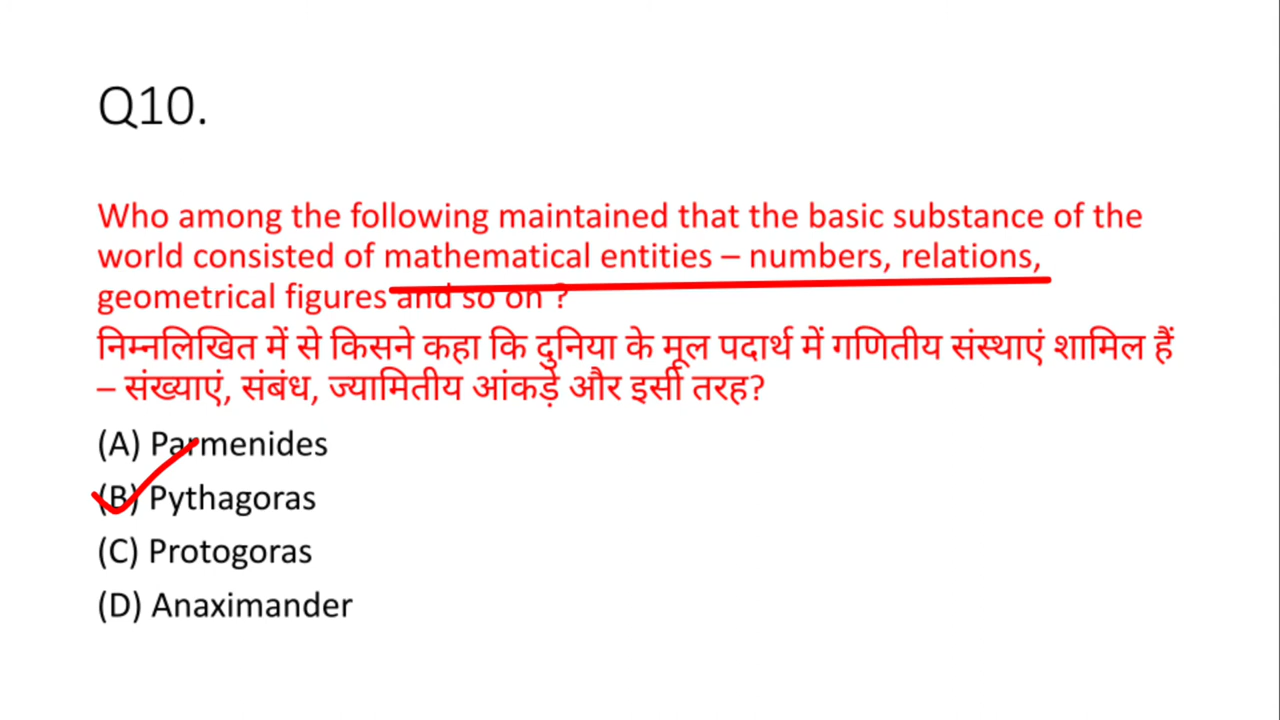 Q10.
Who among the following maintained that the basic substance of the
world consisted of mathematical entities – numbers, relations,
geometrical figures and so on ?
निम्नलिखित में से किसने कहा कि दुनिया के मूल पदार्थ में गणितीय संस्थाएं शामिल हैं
– संख्याएं, संबंध, ज्यामितीय आंकड़े और इसी तरह?
(A) Parmenides
(B) Pythagoras
(C) Protogoras
(D) Anaximander